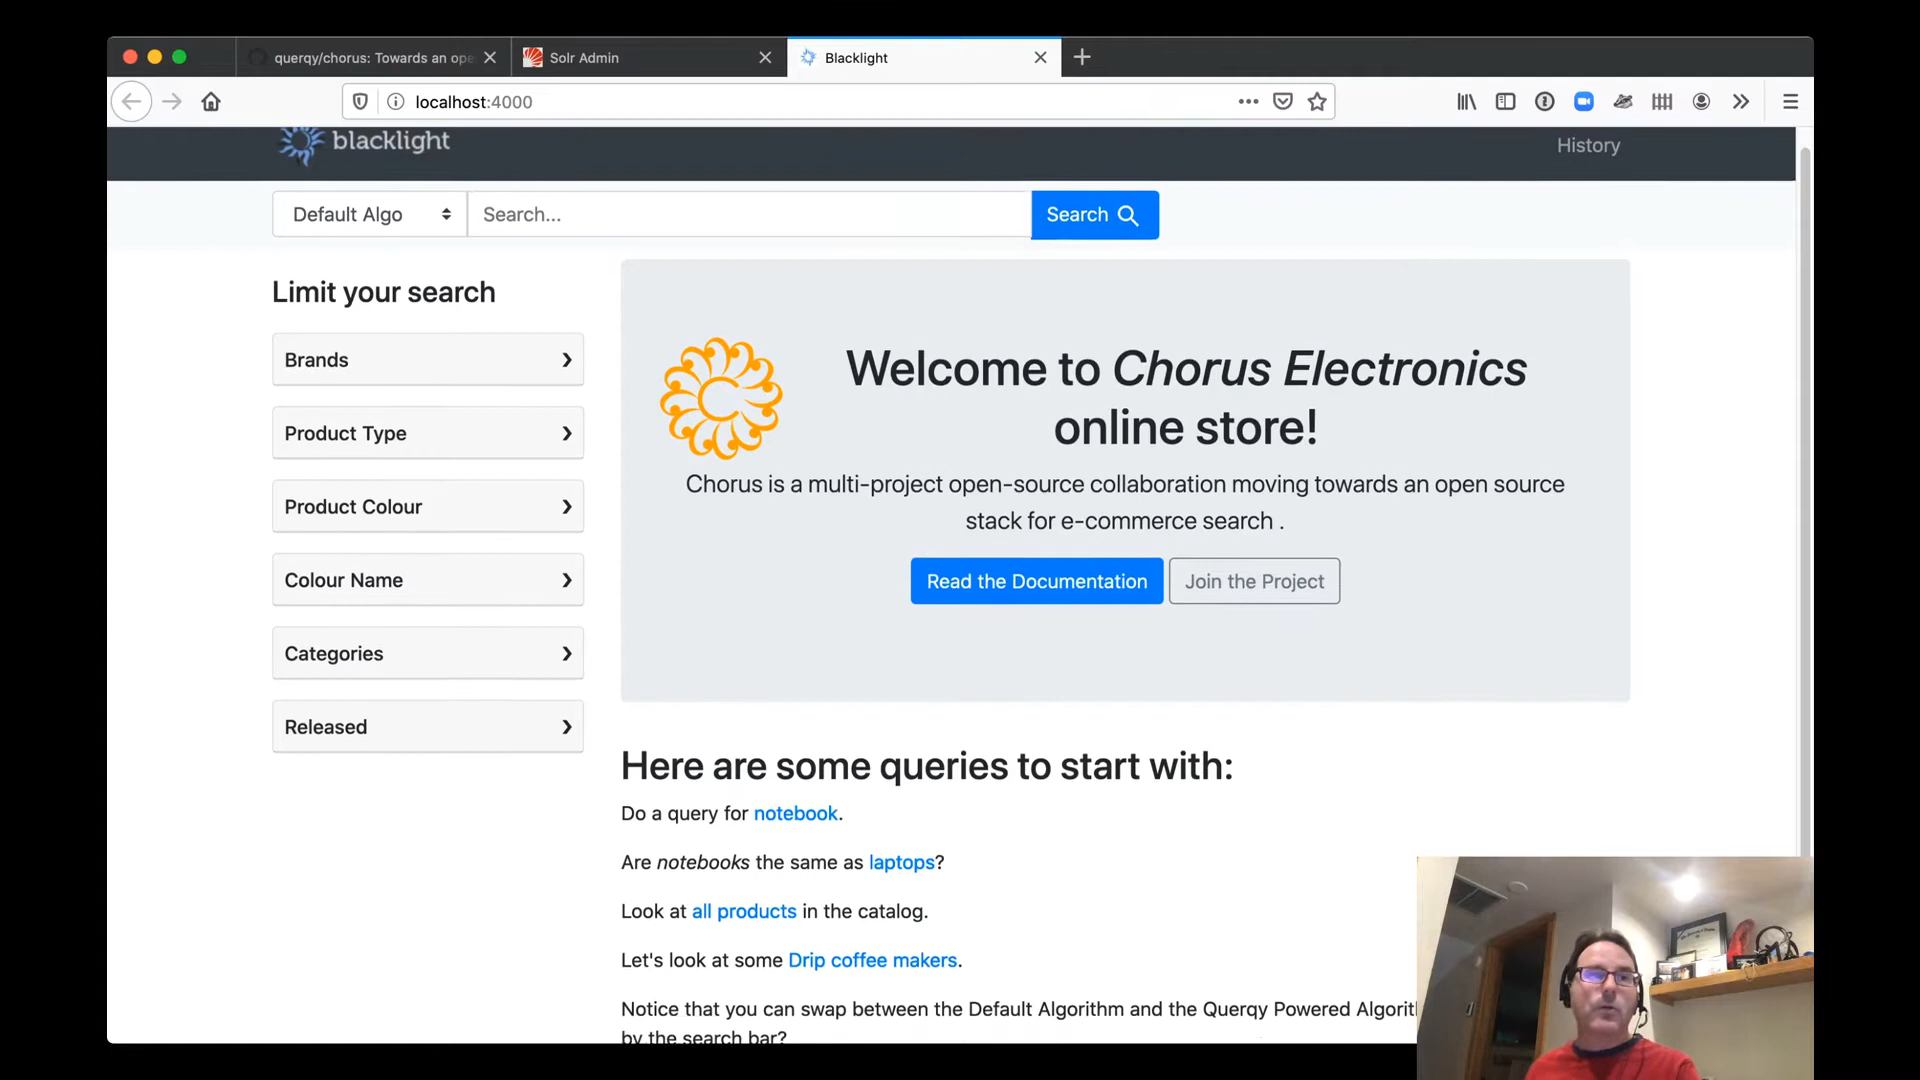 querqy/chorus: Towards an ope
Solr Admin
Blacklight
localhost:4000
blacklight
History
Default Algo
Search...
Search
Limit your search
Brands
Product Type
Product Colour
Colour Name
Categories
Released
Welcome to Chorus Electronics
online store!
Chorus is a multi-project open-source collaboration moving towards an open source
stack for e-commerce search .
Read the Documentation
Join the Project
Here are some queries to start with:
Do a query for notebook.
Are notebooks the same as laptops?
Look at all products in the catalog.
Let's look at some Drip coffee makers.
Notice that you can swap between the Default Algorithm and the Querqy Powered Algorit
by the search bar?